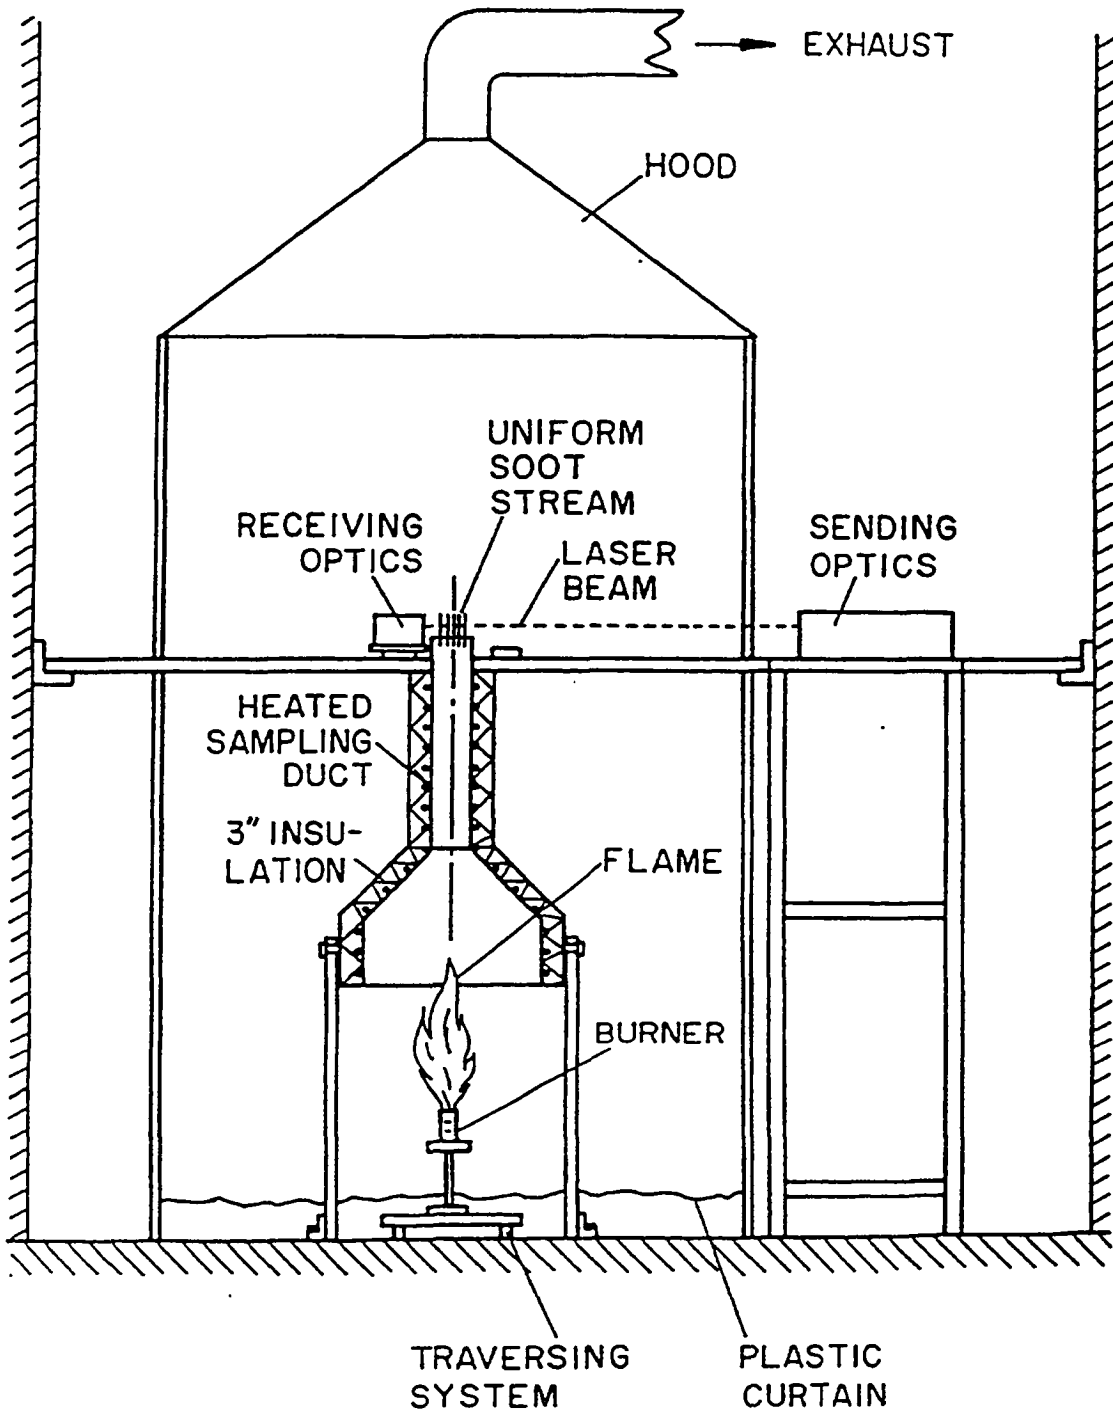 EXHAUST
HOOD
UNIFORM
SOOT
STREAM
RECEIVING
OPTICS
LASER
BEAM
SENDING
OPTICS
HEATED
SAMPLING
DUCT
3" INSU-
LATION
FLAME
BURNER
TRAVERSING
SYSTEM
PLASTIC
CURTAIN